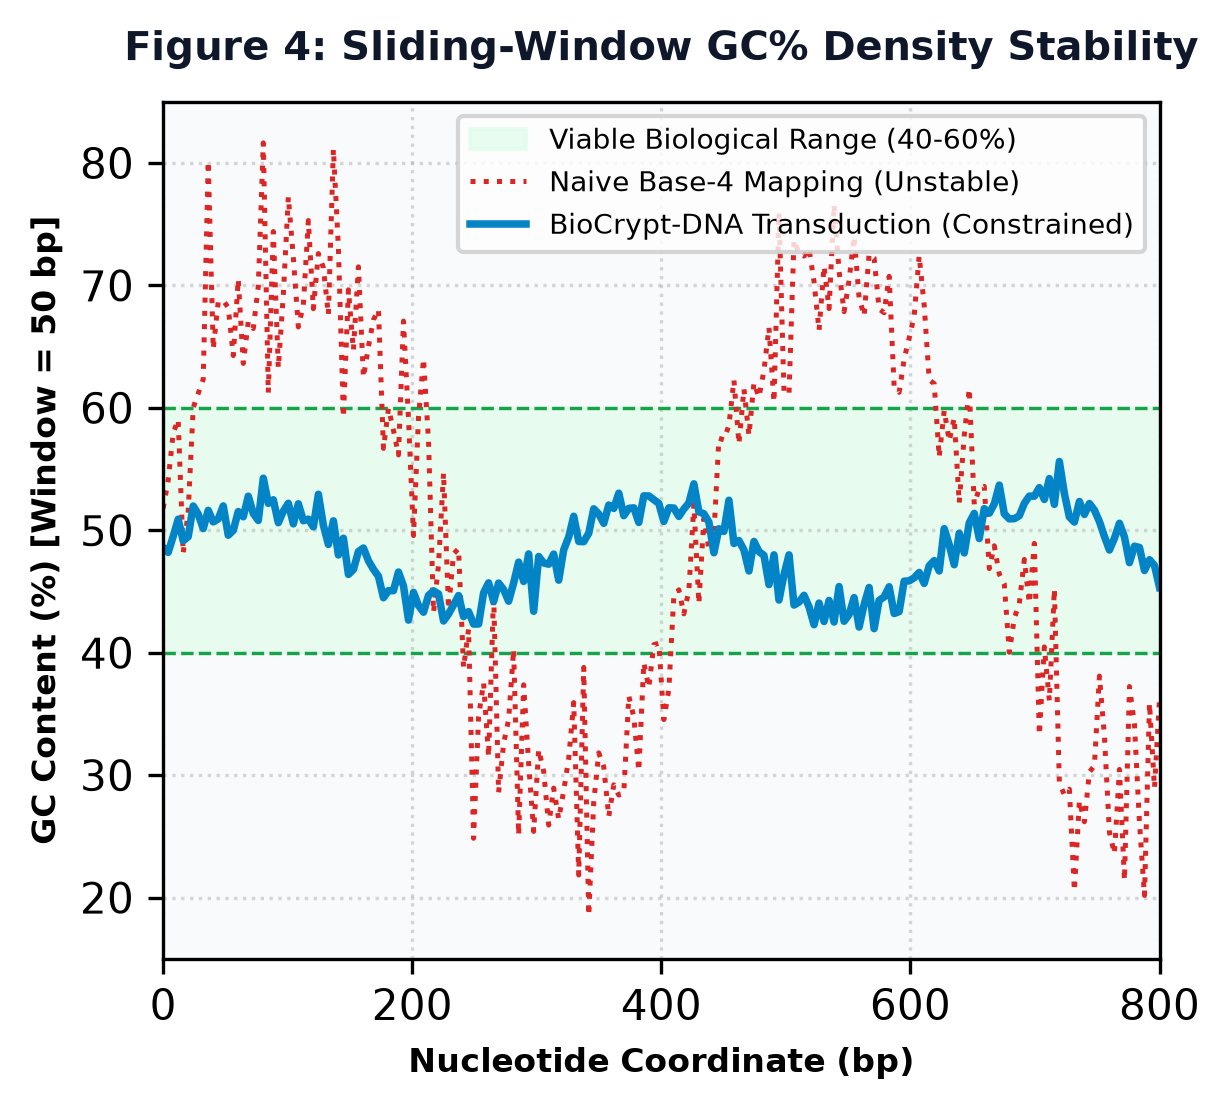 Figure 4: Sliding-Window GC% Density Stability
Viable Biological Range (40-60%)
Naive Base-4 Mapping (Unstable)
BioCrypt-DNA Transduction (Constrained)
GC Content (%) [Window = 50 bp]
80
70
60
50
40
30
20
0 200 400 600 800
Nucleotide Coordinate (bp)